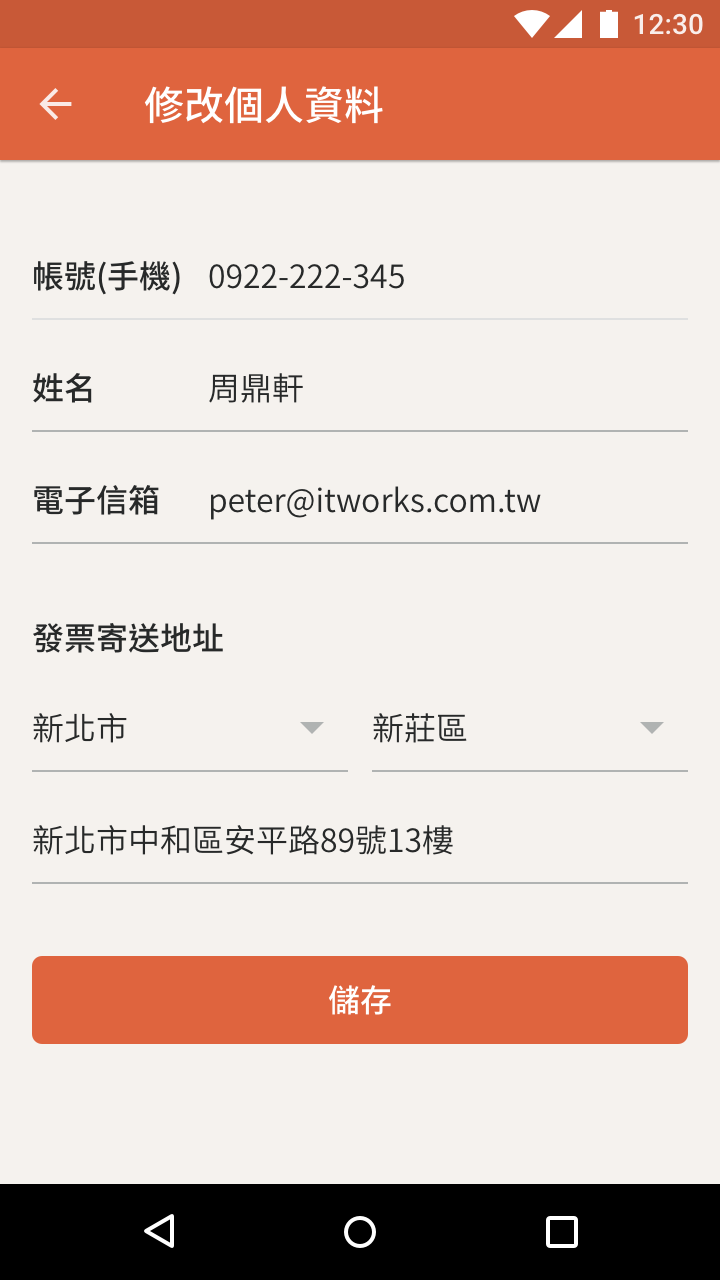 12:30
修改個人資料
帳號(手機) 0922-222-345
姓名 周鼎軒
電子信箱 peter@itworks.com.tw
發票寄送地址
新北市 新莊區
新北市中和區安平路89號13樓
儲存